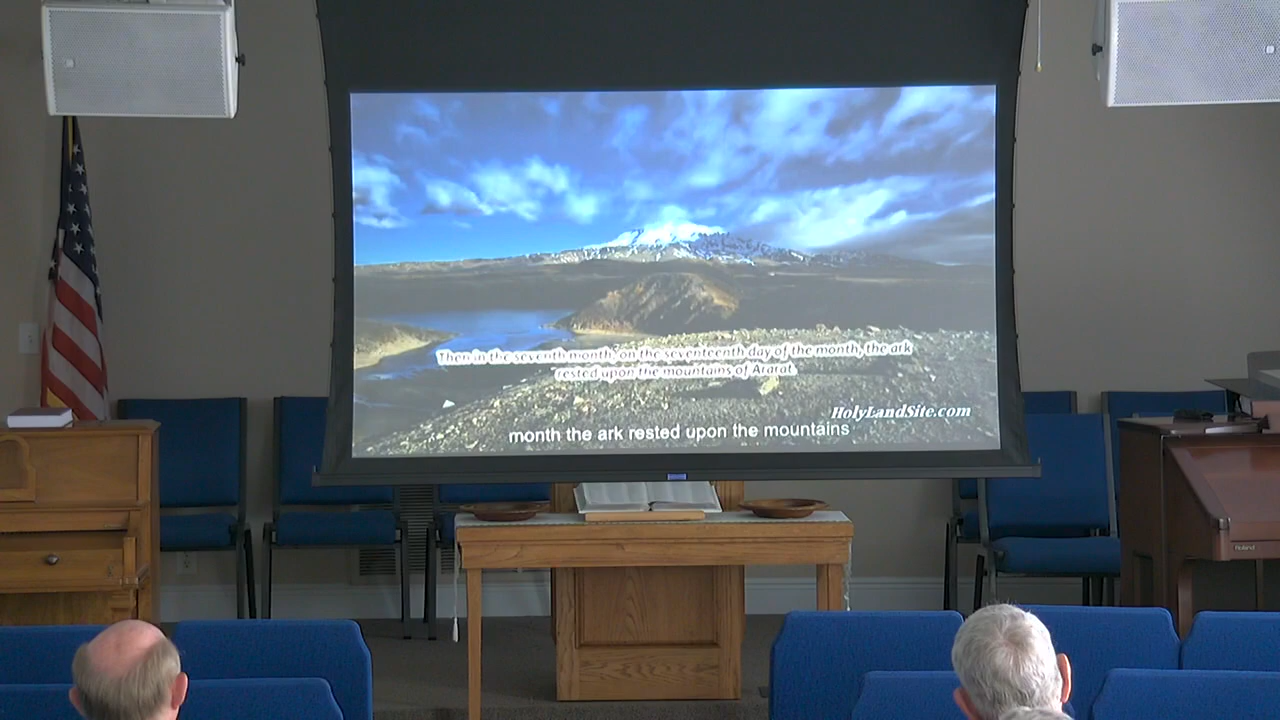 Then in the seventh month, on the seventeenth day of the month, the ark
rested upon the mountains of Ararat.
HolyLandSite.com
month the ark rested upon the mountains
Roland